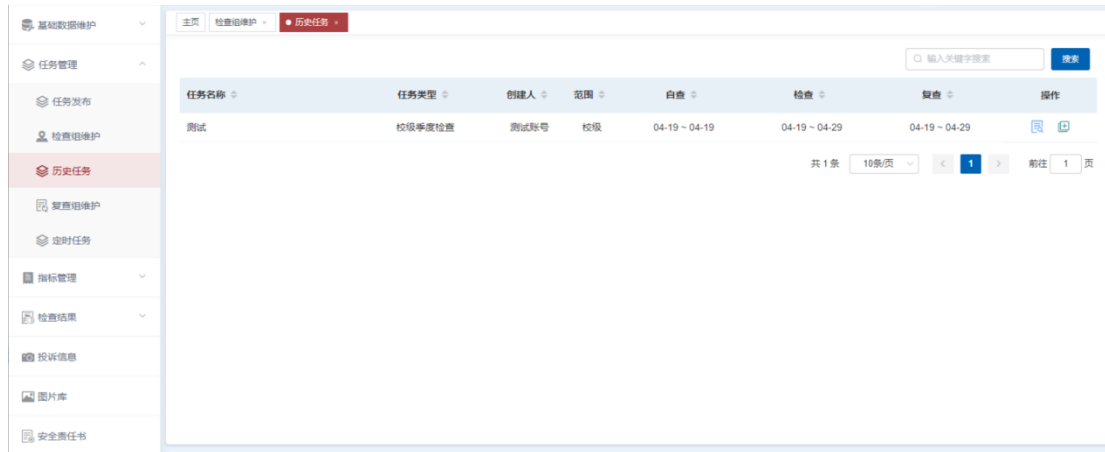 基础数据维护
任务管理
任务发布
检查组维护
历史任务
复查组维护
定时任务
指标管理
检查结果
投诉信息
图片库
安全责任书
主页 检查组维护 × ● 历史任务 ×
输入关键字搜索 搜索
任务名称 任务类型 创建人 范围 自查 检查 复查 操作
测试 校级季度检查 测试账号 校级 04-19 ~ 04-19 04-19 ~ 04-29 04-19 ~ 04-29
共 1 条 10条/页 < 1 > 前往 1 页